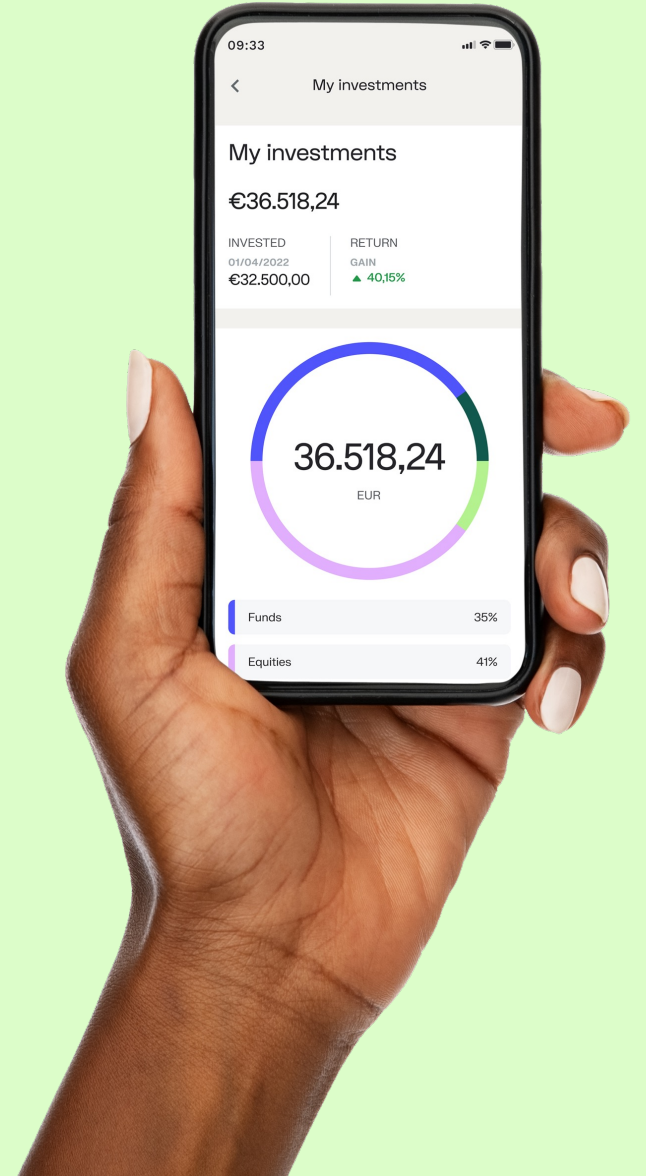 09:33
My investments
My investments
€36.518,24
INVESTED
RETURN
01/04/2022
GAIN
€32.500,00
▲ 40,15%
36.518,24
EUR
Funds 35%
Equities 41%